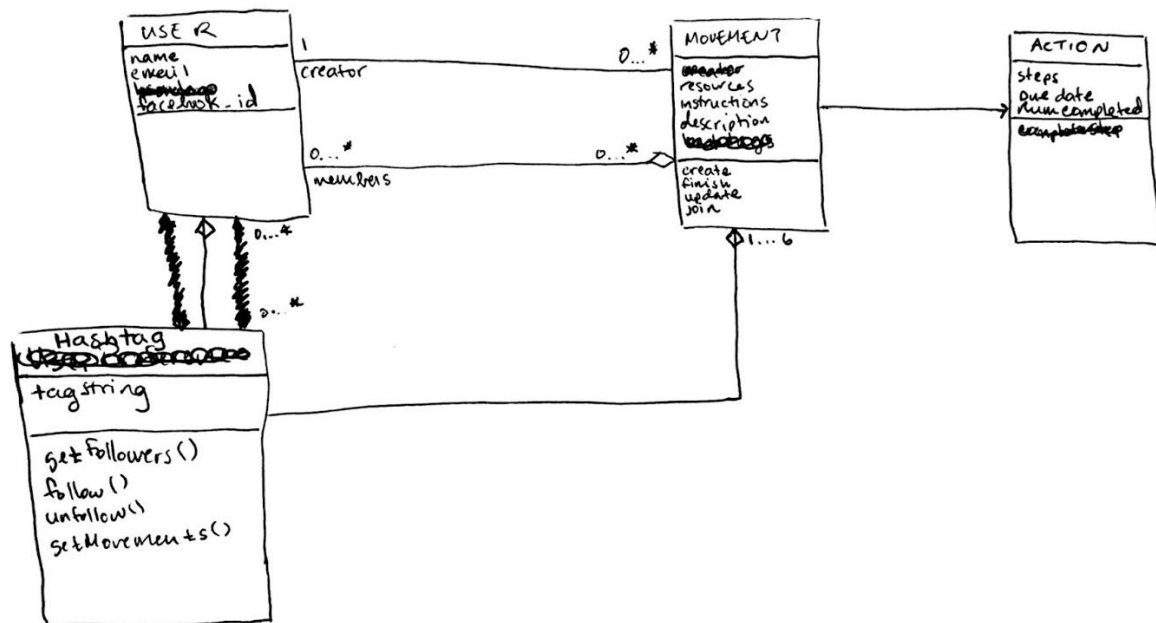 USER
name
email
facebook_id
1
creator
0...*
0...*
members
0...*
MOVEMENT
resources
instructions
description
create
finish
update
join
1...6
ACTION
steps
due date
num completed
0...*
0...*
Hashtag
tagstring
getFollowers()
follow()
unfollow()
getMovements()